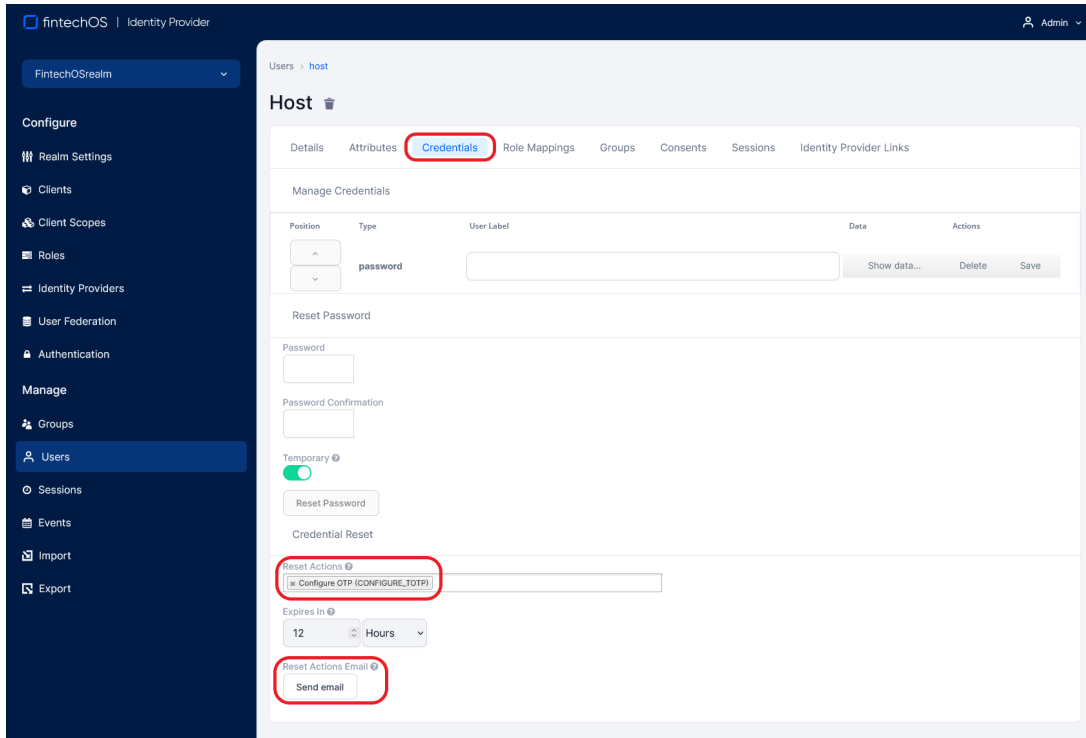 fintechOS | Identity Provider
Admin
FintechOSrealm
Configure
Realm Settings
Clients
Client Scopes
Roles
Identity Providers
User Federation
Authentication
Manage
Groups
Users
Sessions
Events
Import
Export
Users › host
Host
Details Attributes Credentials Role Mappings Groups Consents Sessions Identity Provider Links
Manage Credentials
Position Type User Label Data Actions
password Show data... Delete Save
Reset Password
Password
Password Confirmation
Temporary
Reset Password
Credential Reset
Reset Actions
× Configure OTP (CONFIGURE_TOTP)
Expires In
12 Hours
Reset Actions Email
Send email